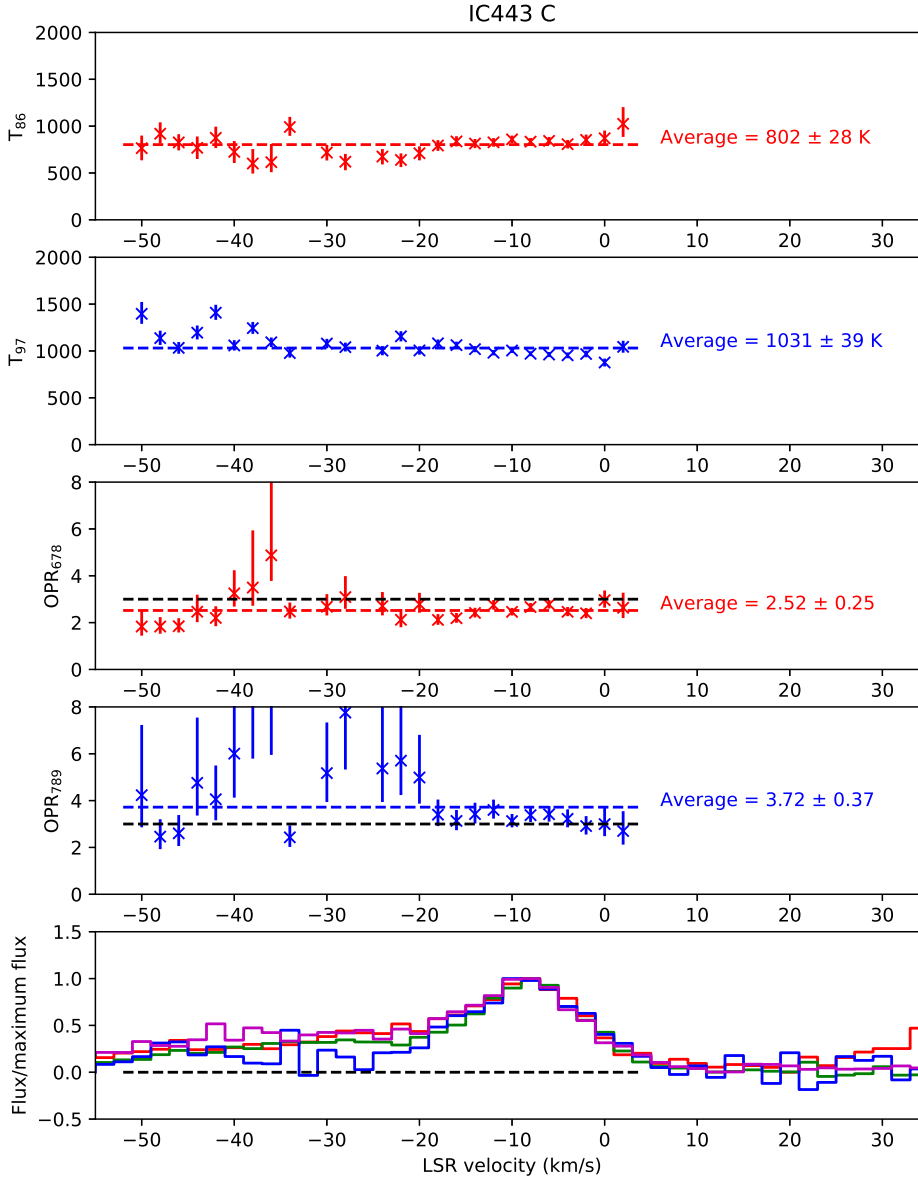 IC443 C
2000
1500
1000
500
0
T86
Average = 802 ± 28 K
−50 −40 −30 −20 −10 0 10 20 30
2000
1500
1000
500
0
T97
Average = 1031 ± 39 K
−50 −40 −30 −20 −10 0 10 20 30
8
6
4
2
0
OPR678
Average = 2.52 ± 0.25
−50 −40 −30 −20 −10 0 10 20 30
8
6
4
2
0
OPR789
Average = 3.72 ± 0.37
−50 −40 −30 −20 −10 0 10 20 30
1.5
1.0
0.5
0.0
−0.5
Flux/maximum flux
−50 −40 −30 −20 −10 0 10 20 30
LSR velocity (km/s)